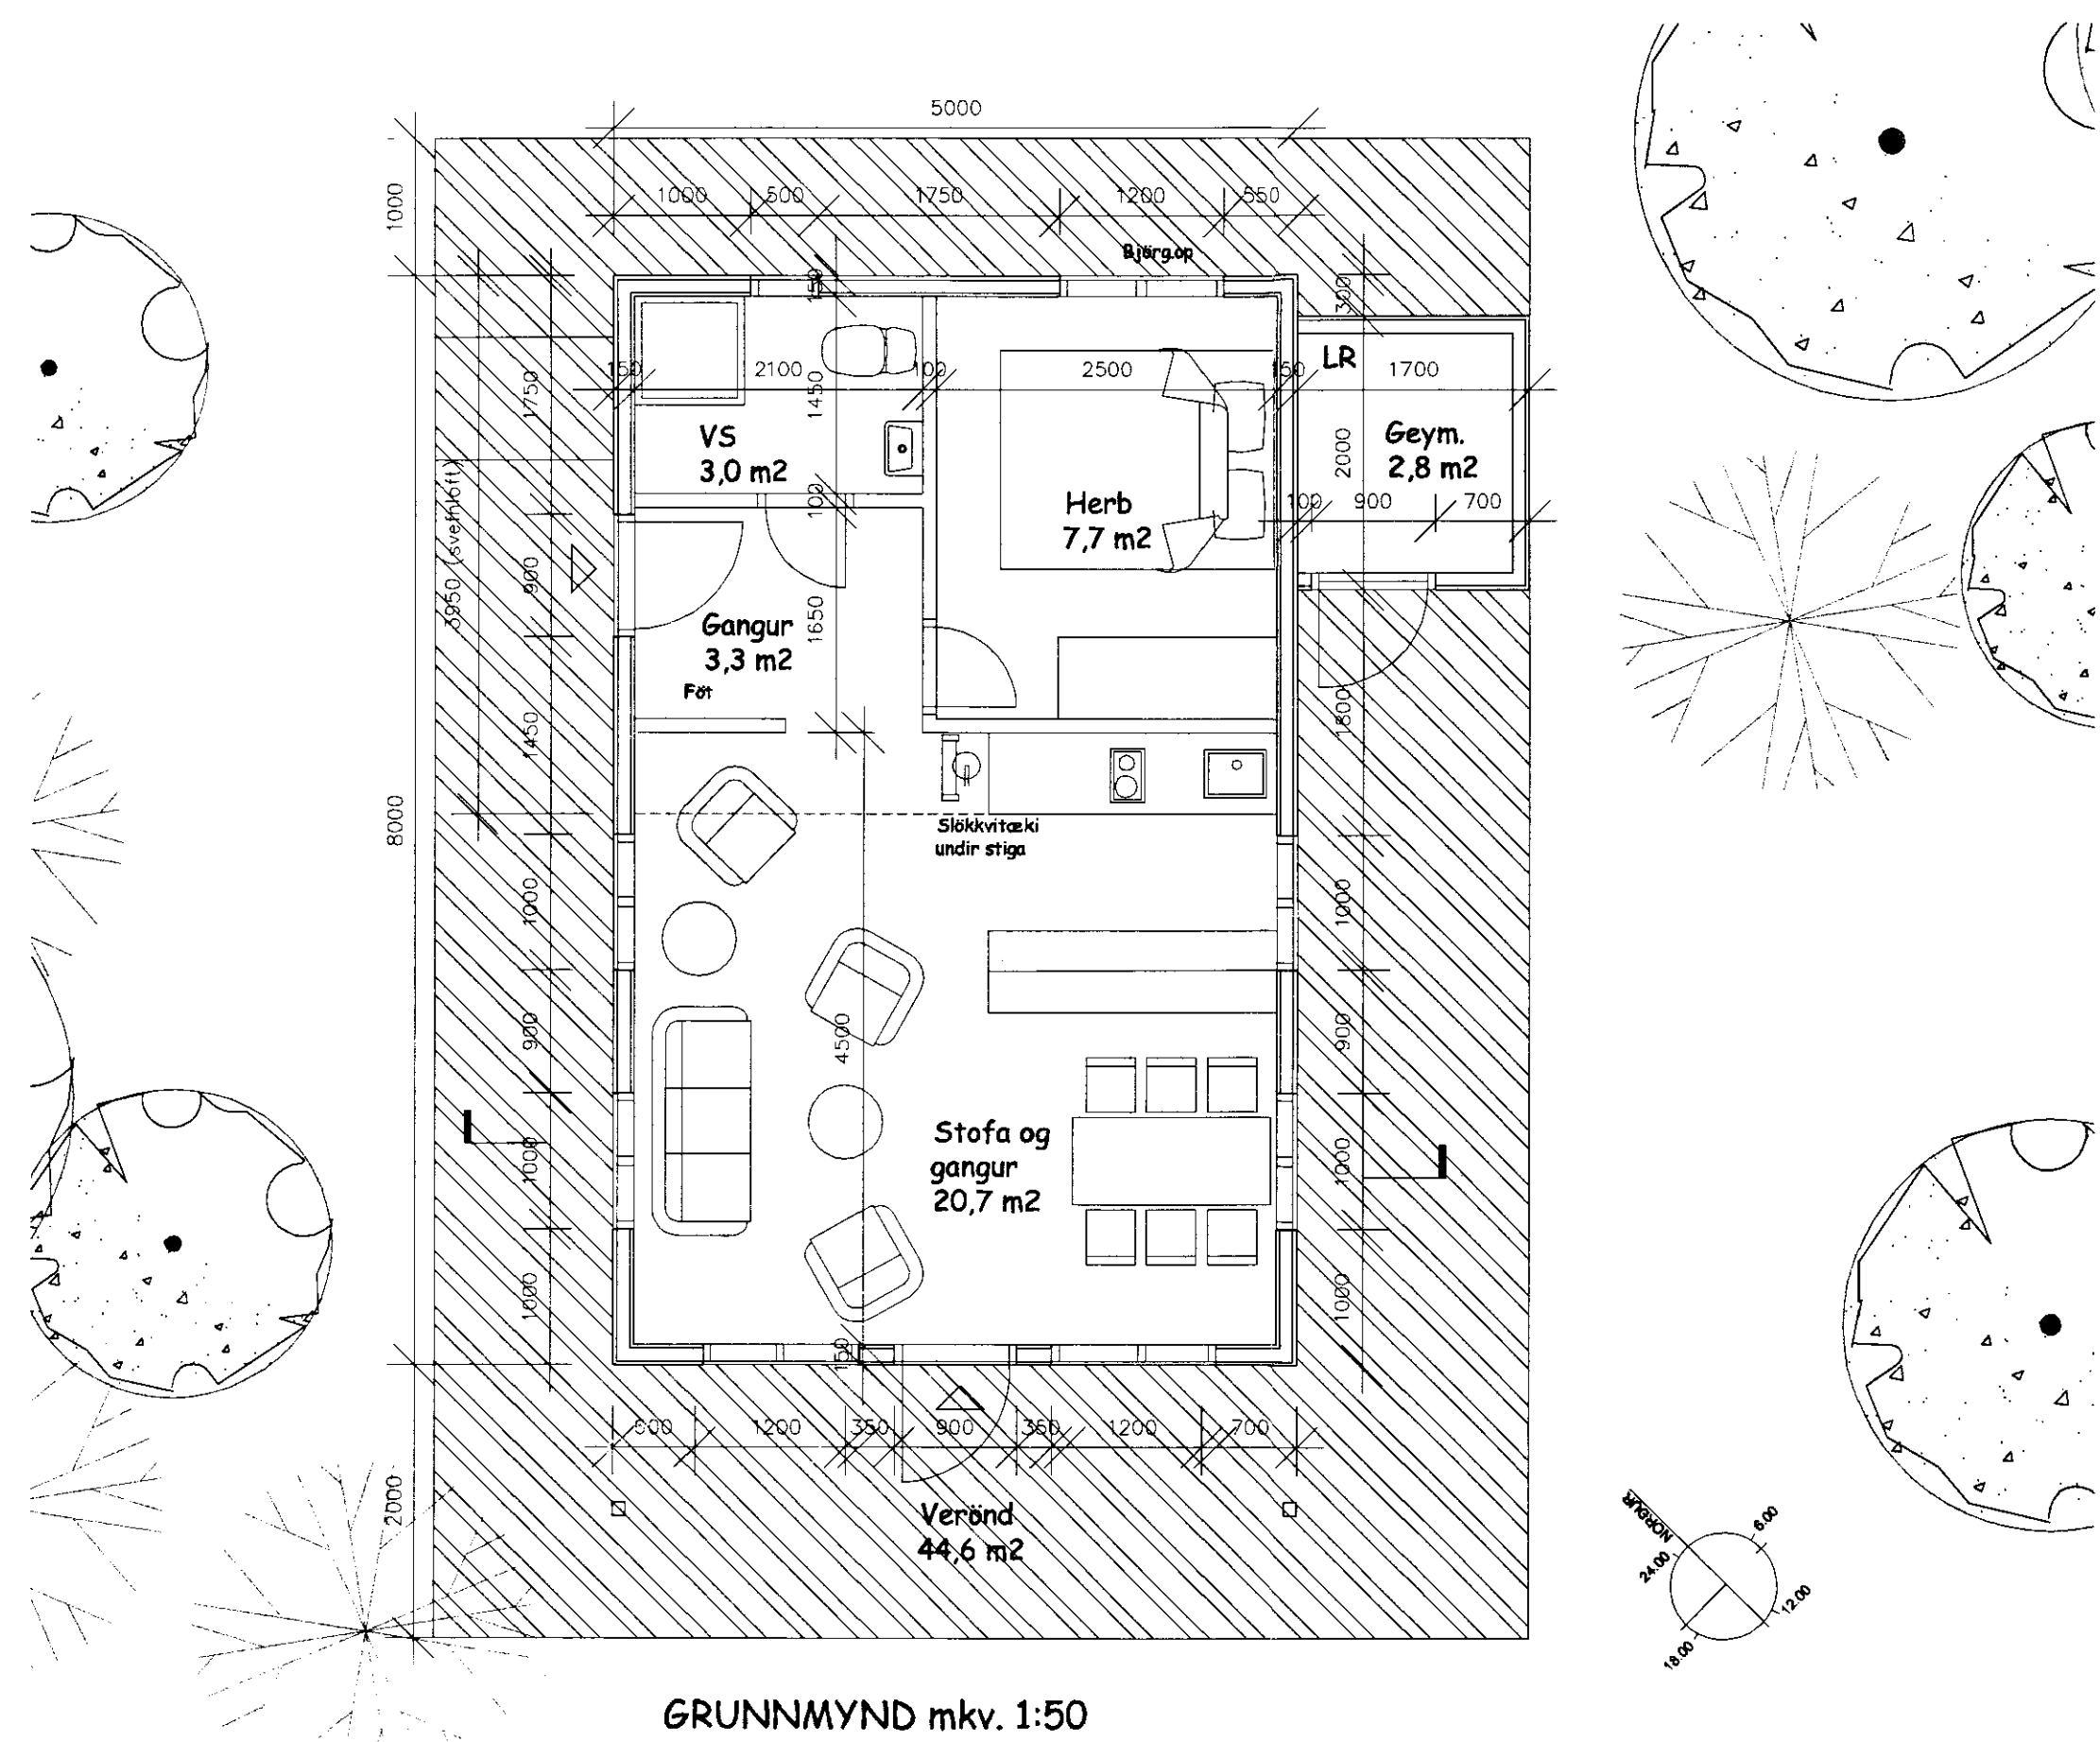 5000
1000
1000 500 1750 1200 550
Björg.op
150
300
150 2100 100 2500 150 1700
LR
1750
1450
VS
3,0 m2
2000
Geym.
2,8 m2
Herb
7,7 m2
100
100 900 700
3950 (svefnloft)
900
Gangur
3,3 m2
1650
Föt
1450
1800
8000
Slökkvitæki
undir stiga
1000
1000
900
4500
900
Stofa og
gangur
20,7 m2
1000
1000
1000
1000
150
600 1200 350 900 350 1200 700
2000
Verönd
44,6 m2
NORÐUR
6.00
24.00
12.00
18.00
GRUNNMYND mkv. 1:50